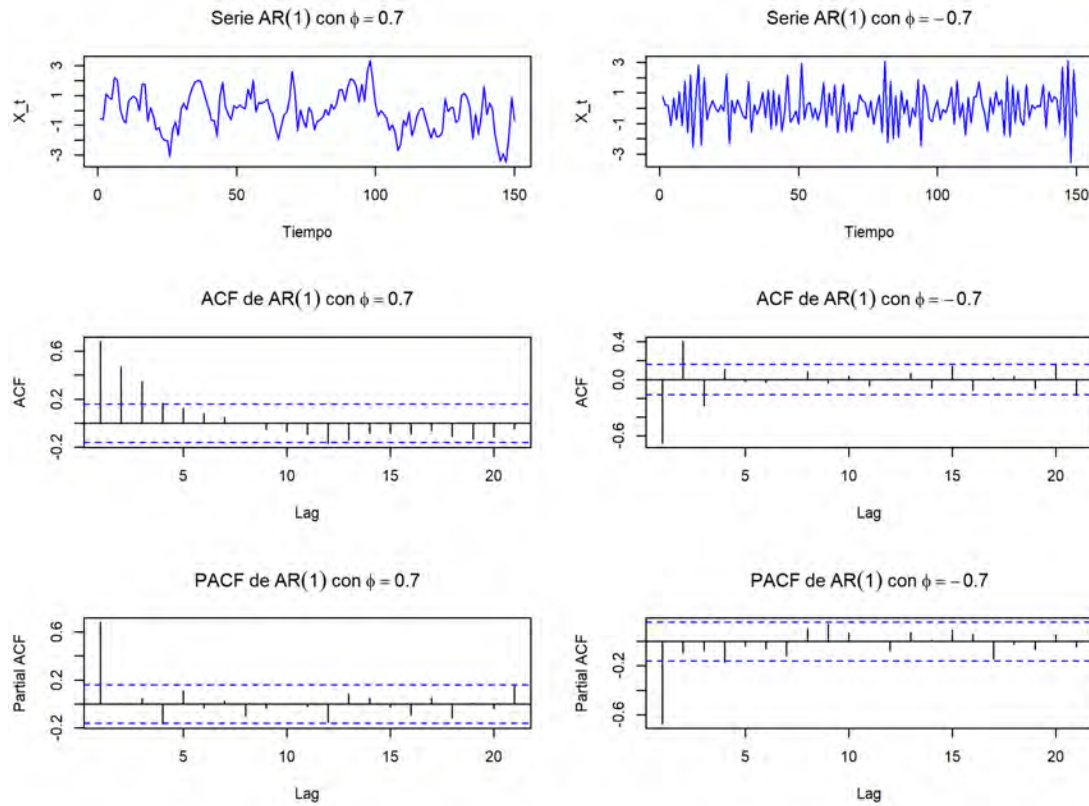 Serie AR(1) con ϕ = 0.7
X_t
3
1
-1
-3
0
50
100
150
Tiempo
Serie AR(1) con ϕ = −0.7
X_t
3
1
-1
-3
0
50
100
150
Tiempo
ACF de AR(1) con ϕ = 0.7
ACF
0.6
0.2
-0.2
5
10
15
20
Lag
ACF de AR(1) con ϕ = −0.7
ACF
0.4
0.0
-0.6
5
10
15
20
Lag
PACF de AR(1) con ϕ = 0.7
Partial ACF
0.6
0.2
-0.2
5
10
15
20
Lag
PACF de AR(1) con ϕ = −0.7
Partial ACF
-0.2
-0.6
5
10
15
20
Lag